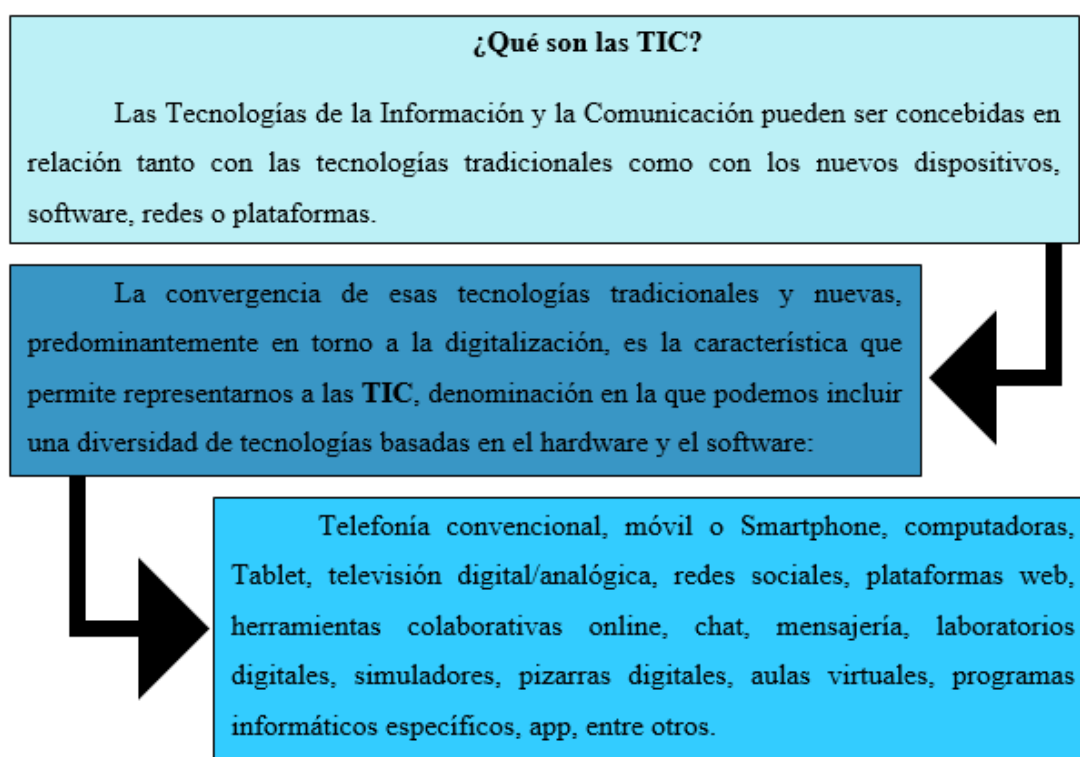 ¿Qué son las TIC?
Las Tecnologías de la Información y la Comunicación pueden ser concebidas en
relación tanto con las tecnologías tradicionales como con los nuevos dispositivos,
software, redes o plataformas.
La convergencia de esas tecnologías tradicionales y nuevas,
predominantemente en torno a la digitalización, es la característica que
permite representarnos a las TIC, denominación en la que podemos incluir
una diversidad de tecnologías basadas en el hardware y el software:
Telefonía convencional, móvil o Smartphone, computadoras,
Tablet, televisión digital/analógica, redes sociales, plataformas web,
herramientas colaborativas online, chat, mensajería, laboratorios
digitales, simuladores, pizarras digitales, aulas virtuales, programas
informáticos específicos, app, entre otros.